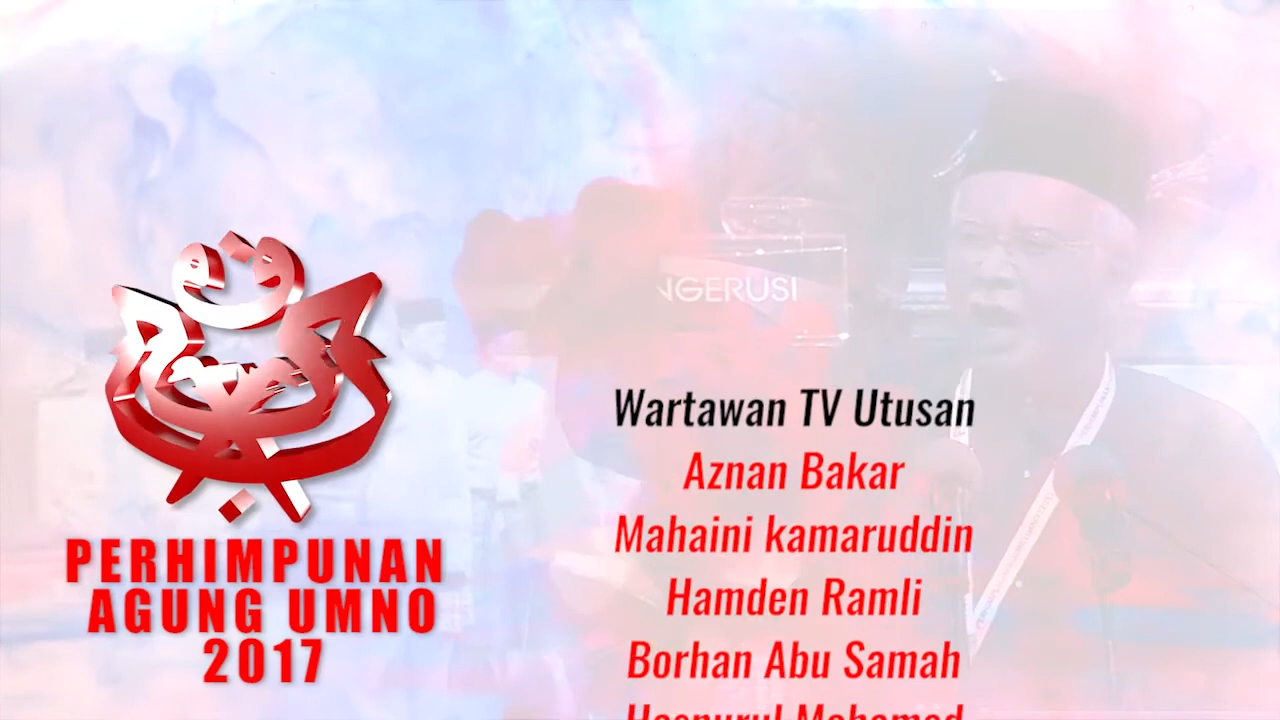 NGERUSI
Wartawan TV Utusan
Aznan Bakar
Mahaini kamaruddin
Hamden Ramli
Borhan Abu Samah
PERHIMPUNAN
AGUNG UMNO
2017